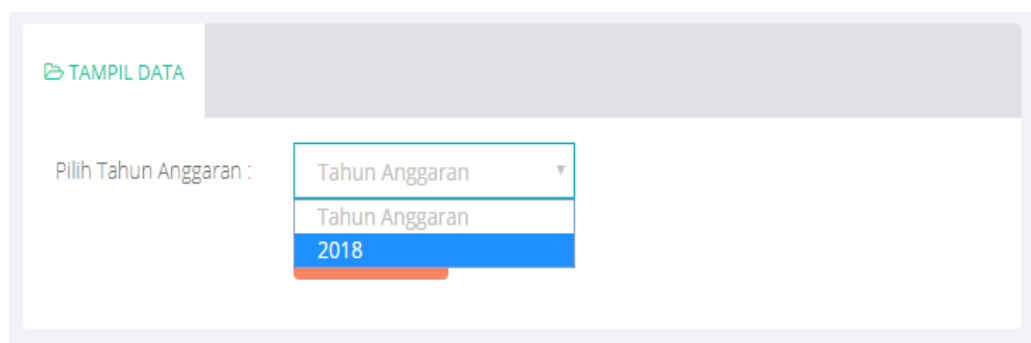 TAMPIL DATA
Pilih Tahun Anggaran : Tahun Anggaran
Tahun Anggaran
2018